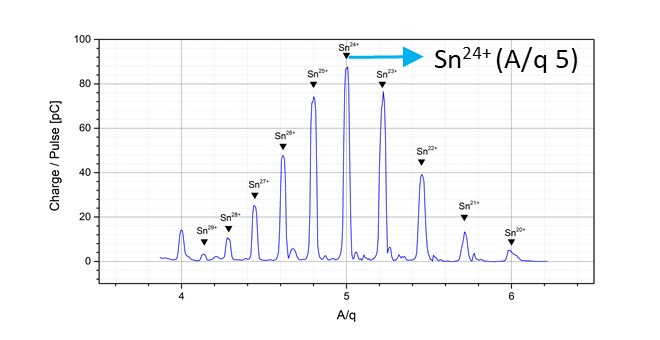 Sn²⁴⁺ (A/q 5)
Sn²⁴⁺
Sn²⁵⁺
Sn²³⁺
Sn²⁶⁺
Sn²²⁺
Sn²⁷⁺
Sn²¹⁺
Sn²⁸⁺
Sn²⁹⁺
Sn²⁰⁺
Charge / Pulse [pC]
100
80
60
40
20
0
4
5
6
A/q